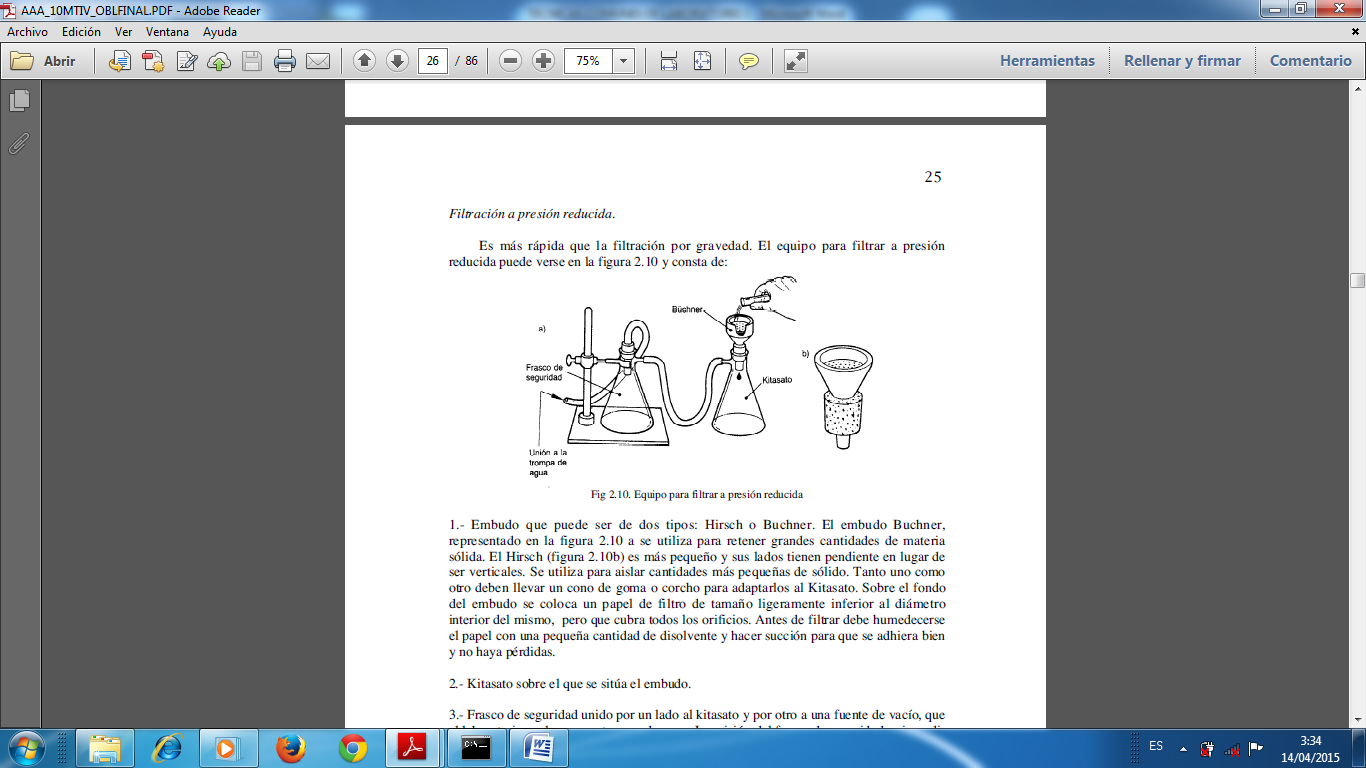 AAA_10MTIV_OBLFINAL.PDF - Adobe Reader
Archivo Edición Ver Ventana Ayuda
Abrir 26 / 86 75% Herramientas Rellenar y firmar Comentario
25
Filtración a presión reducida.
Es más rápida que la filtración por gravedad. El equipo para filtrar a presión
reducida puede verse en la figura 2.10 y consta de:
a)
Büchner
b)
Frasco de
seguridad
Kitasato
Unión a la
trompa de
agua
Fig 2.10. Equipo para filtrar a presión reducida
1.- Embudo que puede ser de dos tipos: Hirsch o Buchner. El embudo Buchner,
representado en la figura 2.10 a se utiliza para retener grandes cantidades de materia
sólida. El Hirsch (figura 2.10b) es más pequeño y sus lados tienen pendiente en lugar de
ser verticales. Se utiliza para aislar cantidades más pequeñas de sólido. Tanto uno como
otro deben llevar un cono de goma o corcho para adaptarlos al Kitasato. Sobre el fondo
del embudo se coloca un papel de filtro de tamaño ligeramente inferior al diámetro
interior del mismo, pero que cubra todos los orificios. Antes de filtrar debe humedecerse
el papel con una pequeña cantidad de disolvente y hacer succión para que se adhiera bien
y no haya pérdidas.
2.- Kitasato sobre el que se sitúa el embudo.
3.- Frasco de seguridad unido por un lado al kitasato y por otro a una fuente de vacío, que
C:\
ES
3:34
14/04/2015